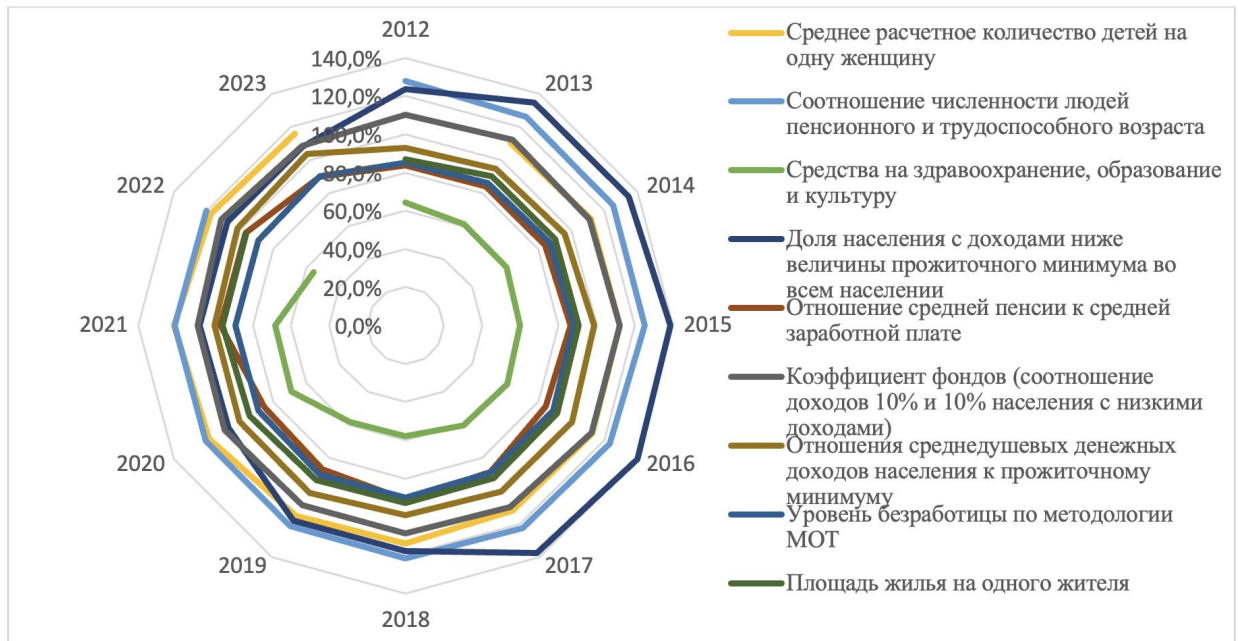 2012
140,0%
2013
2023
120,0%
100,0%
80,0%
2022
2014
60,0%
40,0%
20,0%
2021
0,0%
2015
2020
2016
2019
2017
2018
Среднее расчетное количество детей на
одну женщину
Соотношение численности людей
пенсионного и трудоспособного возраста
Средства на здравоохранение, образование
и культуру
Доля населения с доходами ниже
величины прожиточного минимума во
всем населении
Отношение средней пенсии к средней
заработной плате
Коэффициент фондов (соотношение
доходов 10% и 10% населения с низкими
доходами)
Отношения среднедушевых денежных
доходов населения к прожиточному
минимуму
Уровень безработицы по методологии
МОТ
Площадь жилья на одного жителя